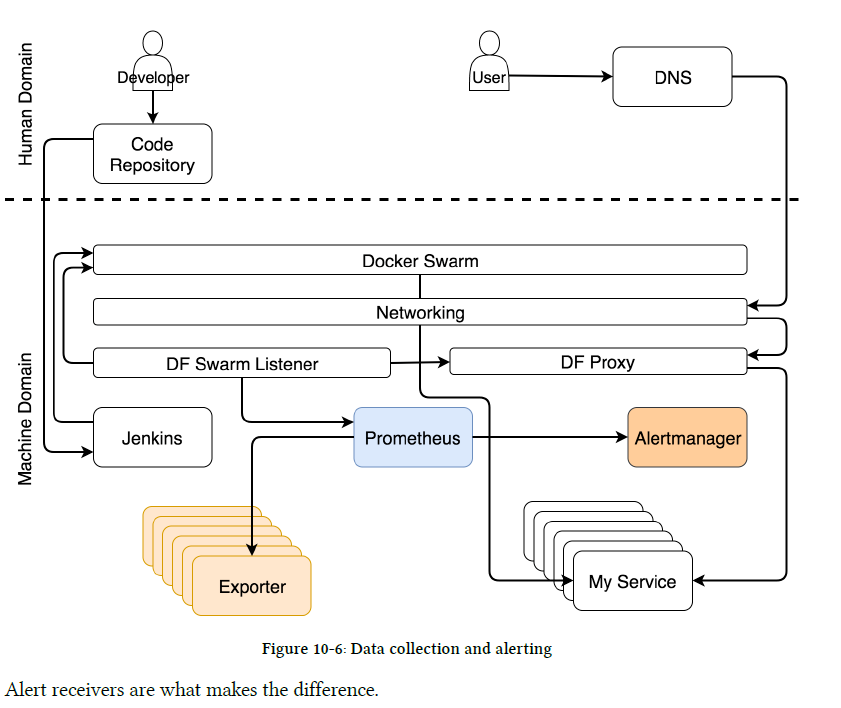 Human Domain
Developer
User
DNS
Code
Repository
Machine Domain
Docker Swarm
Networking
DF Swarm Listener
DF Proxy
Jenkins
Prometheus
Alertmanager
Exporter
My Service
Figure 10-6: Data collection and alerting
Alert receivers are what makes the difference.